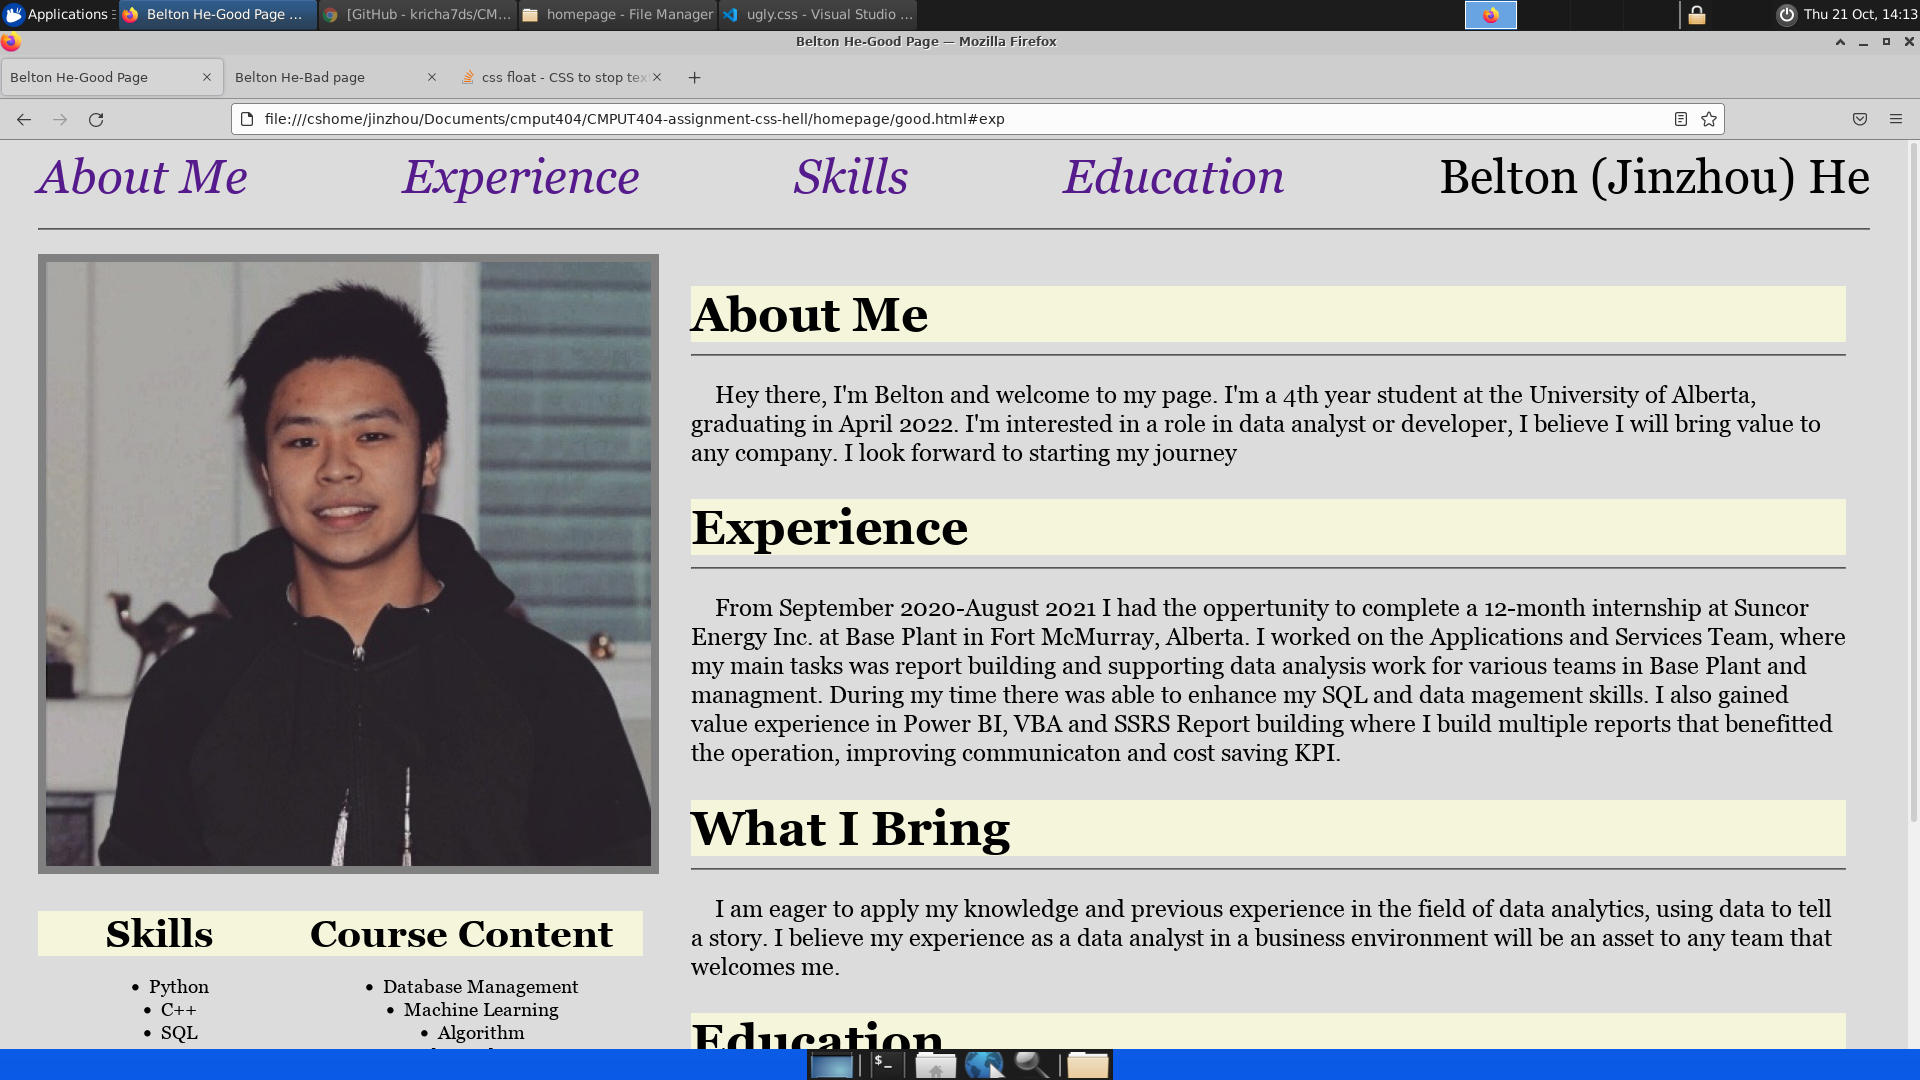 Applications
Belton He-Good Page ...
[GitHub - kricha7ds/CM...
homepage - File Manager
ugly.css - Visual Studio ...
Thu 21 Oct, 14:13
Belton He-Good Page — Mozilla Firefox
Belton He-Good Page
Belton He-Bad page
css float - CSS to stop tex
file:///cshome/jinzhou/Documents/cmput404/CMPUT404-assignment-css-hell/homepage/good.html#exp
About Me Experience Skills Education Belton (Jinzhou) He
About Me
Hey there, I'm Belton and welcome to my page. I'm a 4th year student at the University of Alberta,
graduating in April 2022. I'm interested in a role in data analyst or developer, I believe I will bring value to
any company. I look forward to starting my journey
Experience
From September 2020-August 2021 I had the oppertunity to complete a 12-month internship at Suncor
Energy Inc. at Base Plant in Fort McMurray, Alberta. I worked on the Applications and Services Team, where
my main tasks was report building and supporting data analysis work for various teams in Base Plant and
managment. During my time there was able to enhance my SQL and data magement skills. I also gained
value experience in Power BI, VBA and SSRS Report building where I build multiple reports that benefitted
the operation, improving communicaton and cost saving KPI.
What I Bring
I am eager to apply my knowledge and previous experience in the field of data analytics, using data to tell
a story. I believe my experience as a data analyst in a business environment will be an asset to any team that
welcomes me.
Education
Skills
Python
C++
SQL
Course Content
Database Management
Machine Learning
Algorithm
$_